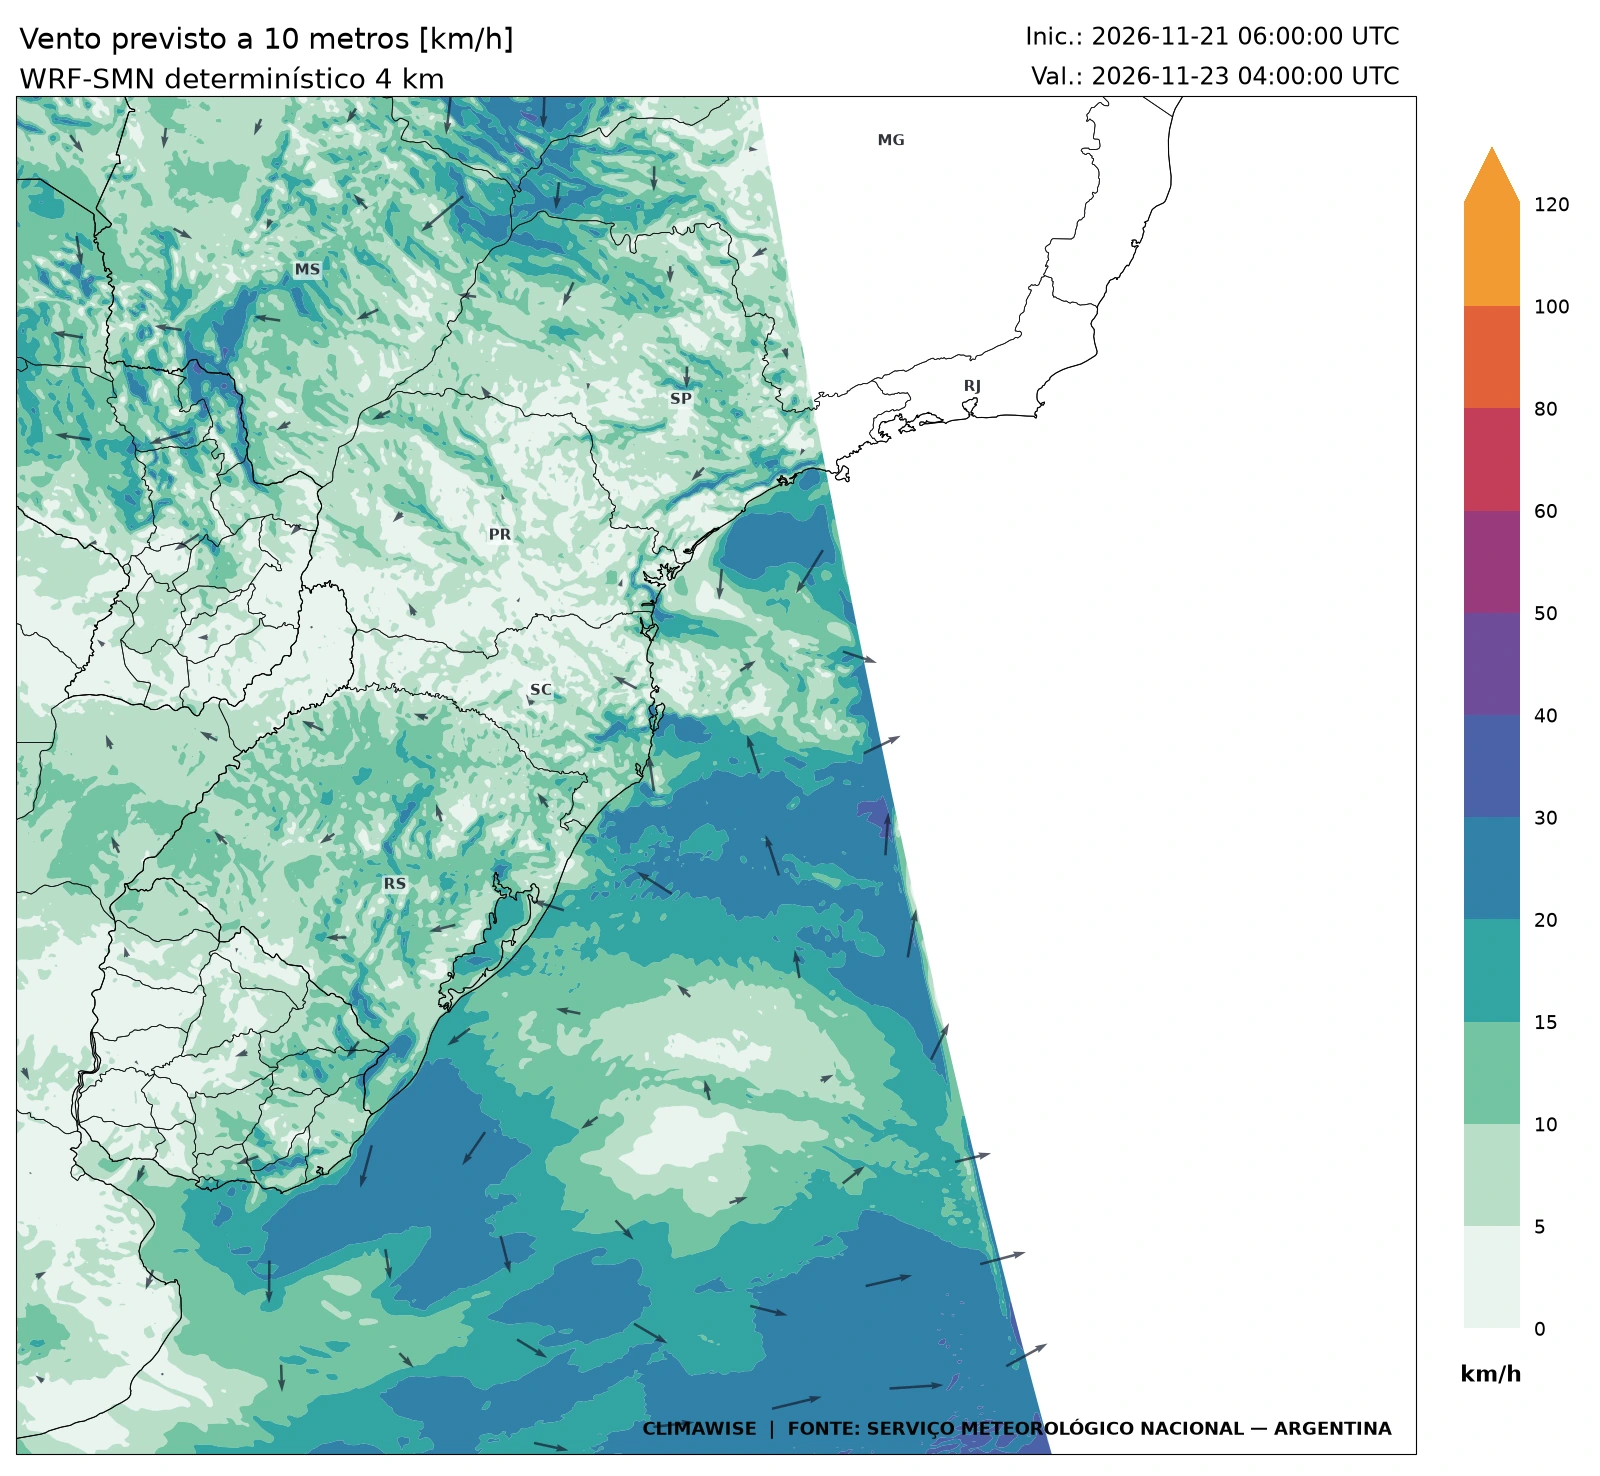 Vento previsto a 10 metros [km/h]
WRF-SMN determinístico 4 km
Inic.: 2026-11-21 06:00:00 UTC
Val.: 2026-11-23 04:00:00 UTC
MG
MS
RJ
SP
PR
SC
RS
120
100
80
60
50
40
30
20
15
10
5
0
km/h
CLIMAWISE | FONTE: SERVIÇO METEOROLÓGICO NACIONAL — ARGENTINA